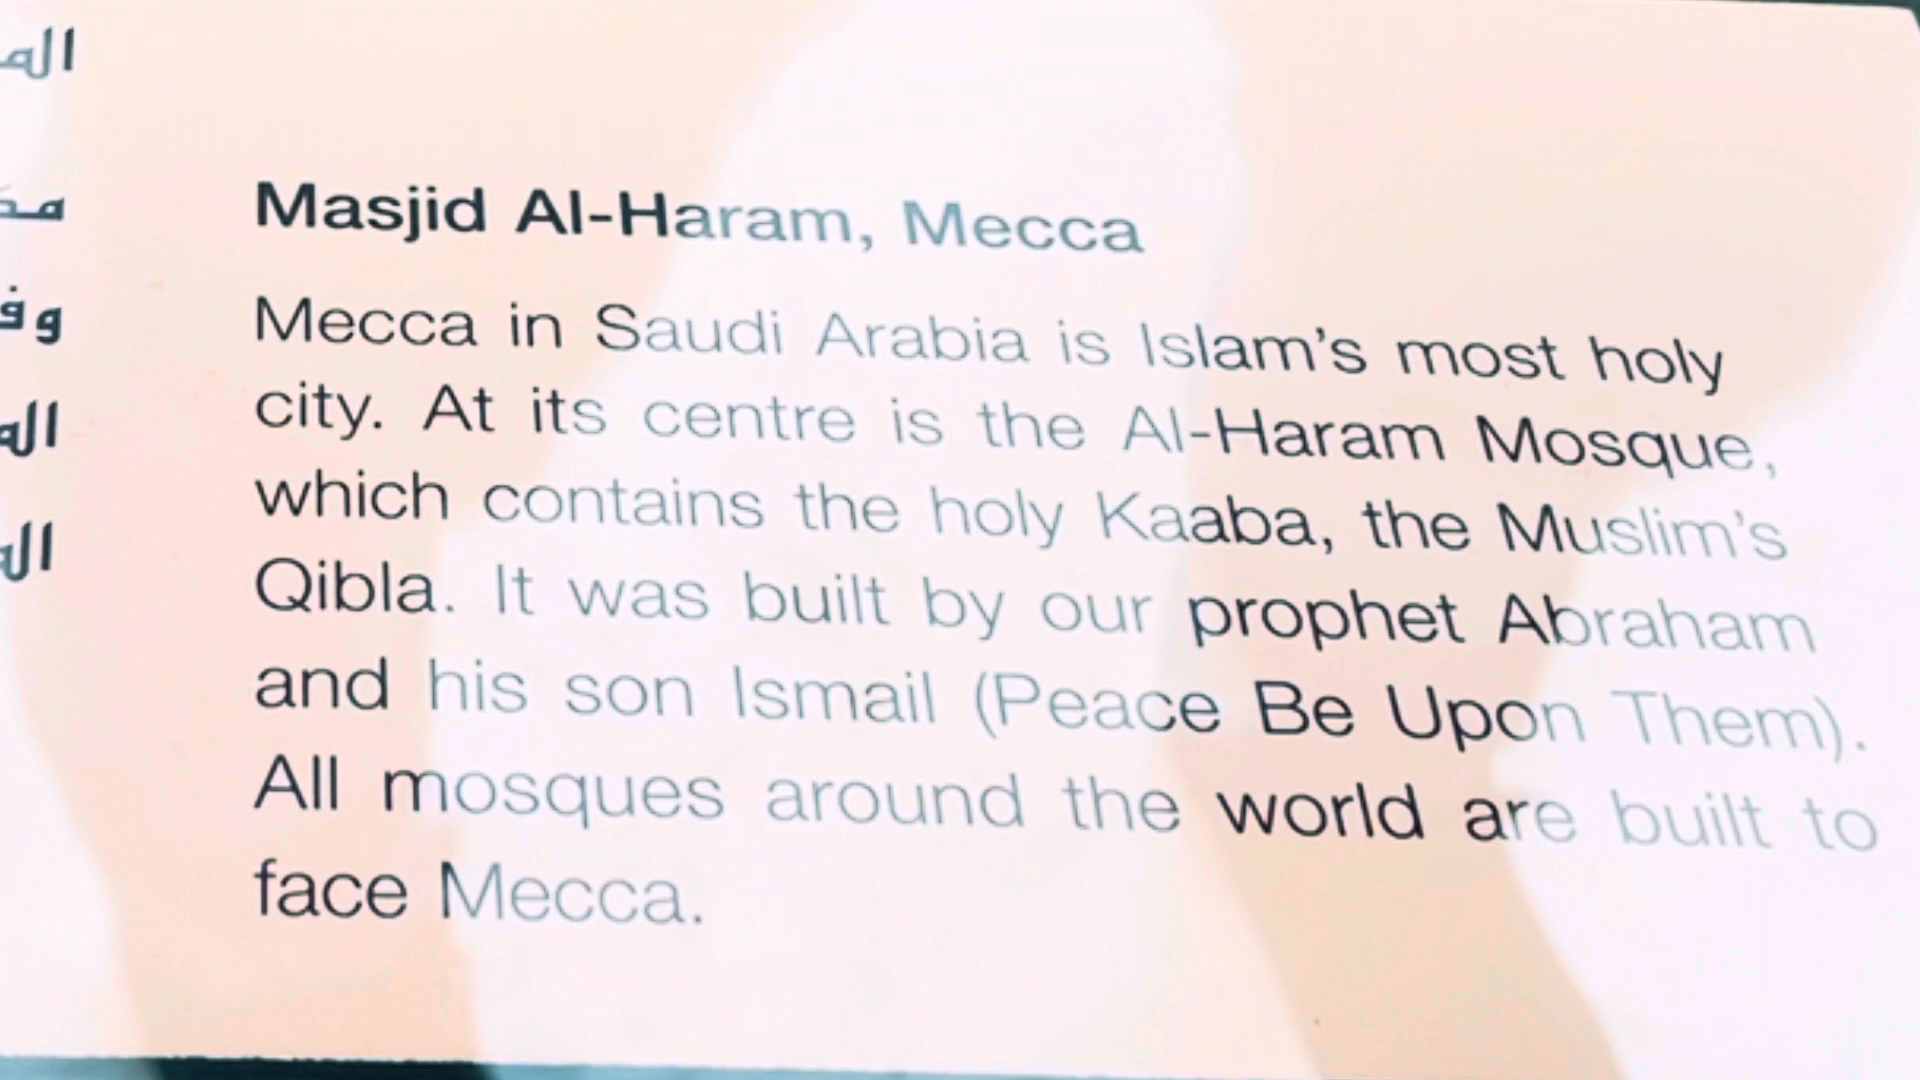 Masjid Al-Haram, Mecca
Mecca in Saudi Arabia is Islam's most holy
city. At its centre is the Al-Haram Mosque,
which contains the holy Kaaba, the Muslim's
Qibla. It was built by our prophet Abraham
and his son Ismail (Peace Be Upon Them).
All mosques around the world are built to
face Mecca.